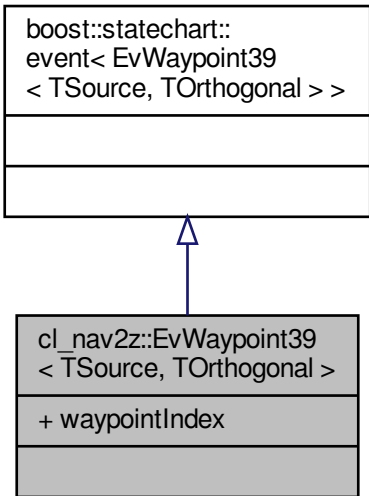 boost::statechart::
event< EvWaypoint39
< TSource, TOrthogonal > >
cl_nav2z::EvWaypoint39
< TSource, TOrthogonal >
+ waypointIndex